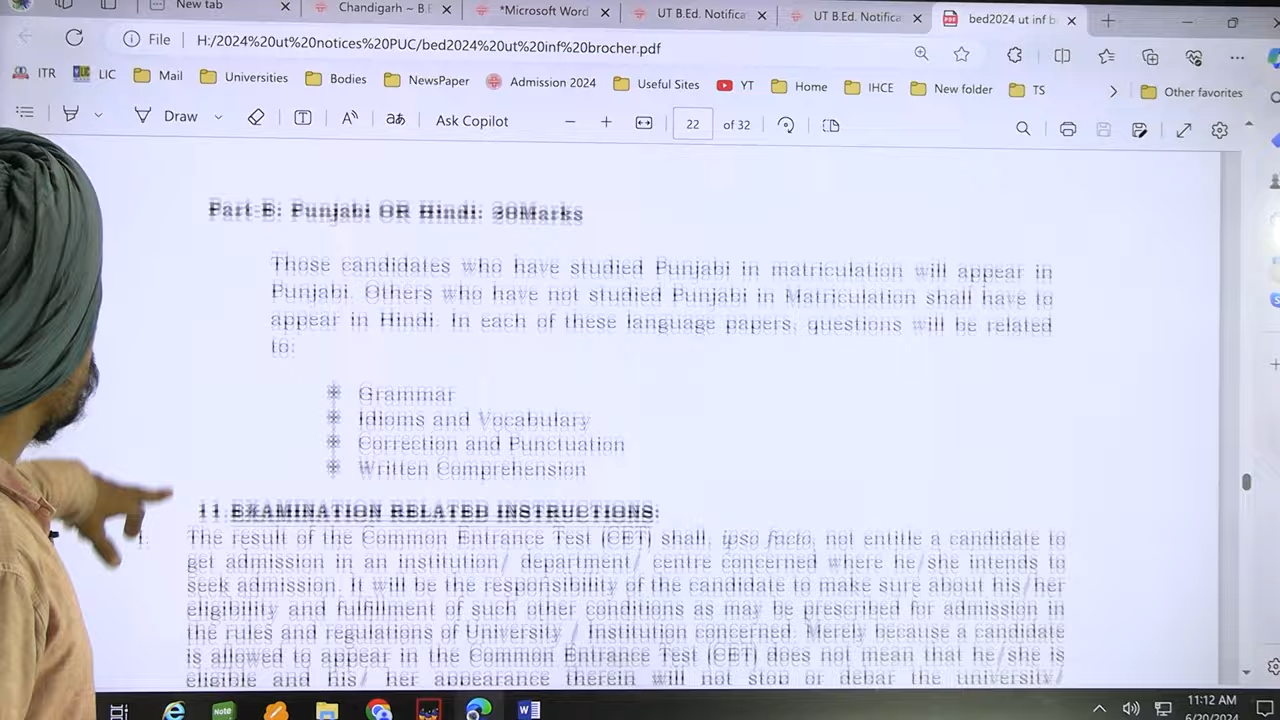 New tab
Chandigarh ~ B.E
*Microsoft Word
UT B.Ed. Notifica
UT B.Ed. Notifica
bed2024 ut inf b
File
H:/2024%20ut%20notices%20PUC/bed2024%20ut%20inf%20brocher.pdf
ITR
LIC
Mail
Universities
Bodies
NewsPaper
Admission 2024
Useful Sites
YT
Home
IHCE
New folder
TS
Other favorites
Draw
Ask Copilot
22
of 32
Part-B: Punjabi OR Hindi: 20Marks
Those candidates who have studied Punjabi in matriculation will appear in
Punjabi. Others who have not studied Punjabi in Matriculation shall have to
appear in Hindi. In each of these language papers, questions will be related
to:
Grammar
Idioms and Vocabulary
Correction and Punctuation
Written Comprehension
11. EXAMINATION RELATED INSTRUCTIONS:
The result of the Common Entrance Test (CET) shall, ipso facto, not entitle a candidate to
get admission in an institution/ department/ centre concerned where he/she intends to
seek admission. It will be the responsibility of the candidate to make sure about his/her
eligibility and fulfillment of such other conditions as may be prescribed for admission in
the rules and regulations of University / Institution concerned. Merely because a candidate
is allowed to appear in the Common Entrance Test (CET) does not mean that he/she is
eligible and his/ her appearance therein will not stop or debar the university/
Note
11:12 AM
6/20/2024